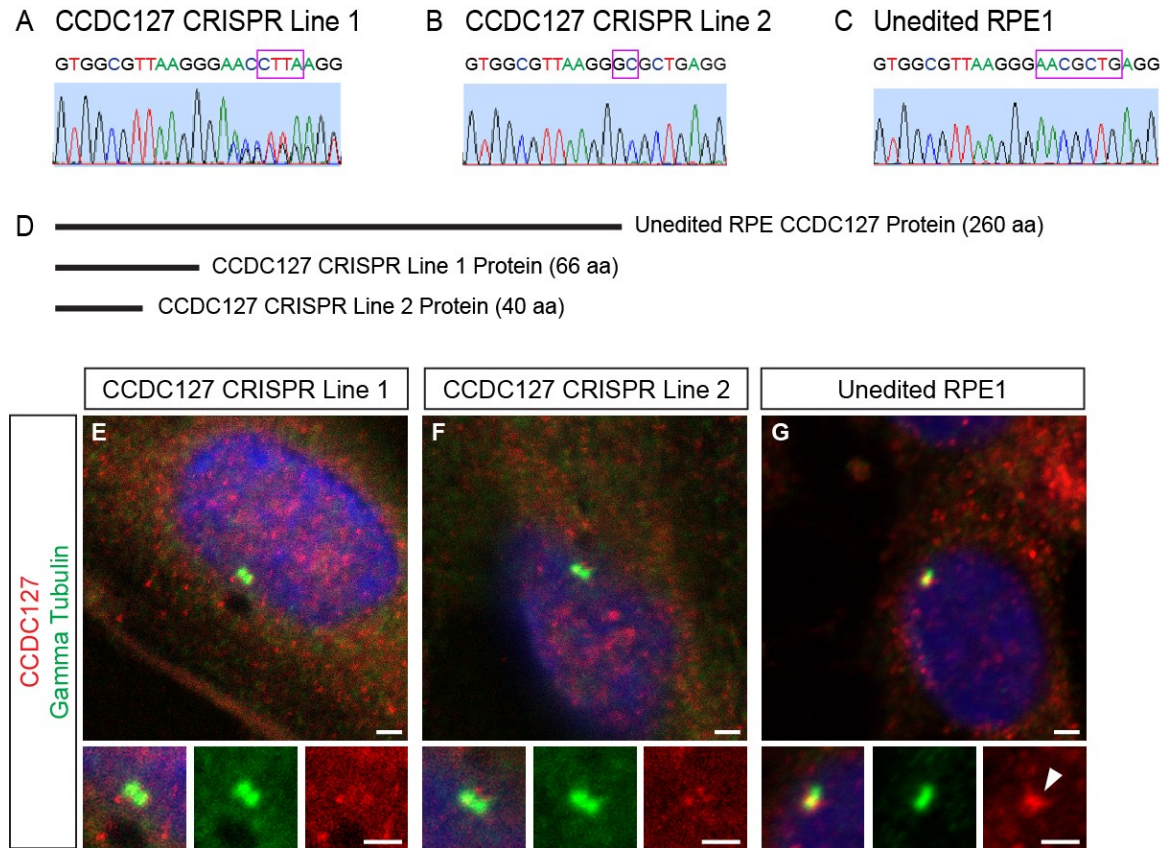 A CCDC127 CRISPR Line 1
GTGGCGTTAAGGGAACCTTAAGG
B CCDC127 CRISPR Line 2
GTGGCGTTAAGGGCGCTGAGG
C Unedited RPE1
GTGGCGTTAAGGGAACGCTGAGG
D
Unedited RPE CCDC127 Protein (260 aa)
CCDC127 CRISPR Line 1 Protein (66 aa)
CCDC127 CRISPR Line 2 Protein (40 aa)
CCDC127 CRISPR Line 1
CCDC127 CRISPR Line 2
Unedited RPE1
CCDC127
Gamma Tubulin
E
F
G